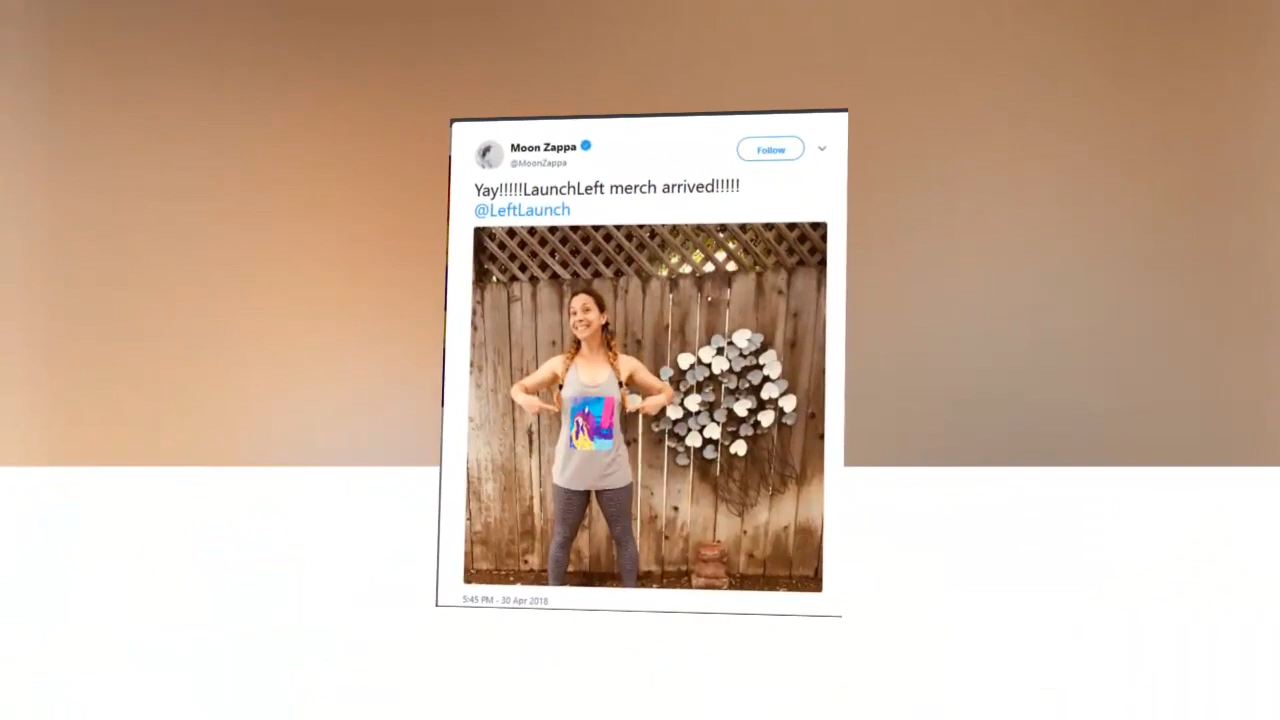 Moon Zappa
@MoonZappa
Follow
Yay!!!!!LaunchLeft merch arrived!!!!!
@LeftLaunch
5:45 PM - 30 Apr 2018